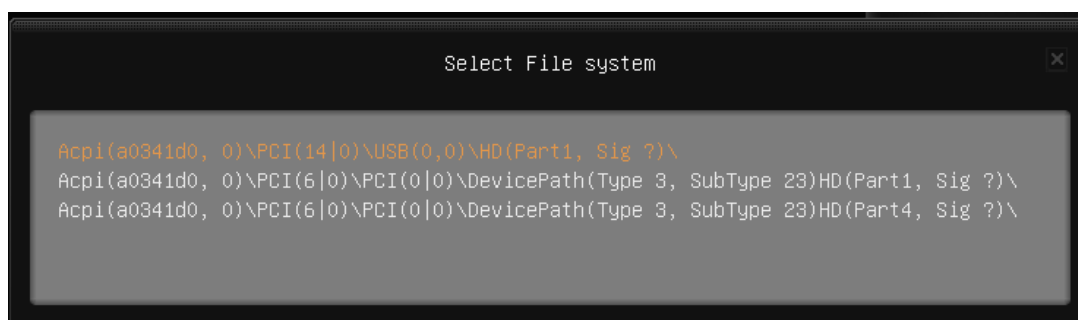 Select File system
Acpi(a0341d0, 0)\PCI(14|0)\USB(0,0)\HD(Part1, Sig ?)\
Acpi(a0341d0, 0)\PCI(6|0)\PCI(0|0)\DevicePath(Type 3, SubType 23)HD(Part1, Sig ?)\
Acpi(a0341d0, 0)\PCI(6|0)\PCI(0|0)\DevicePath(Type 3, SubType 23)HD(Part4, Sig ?)\